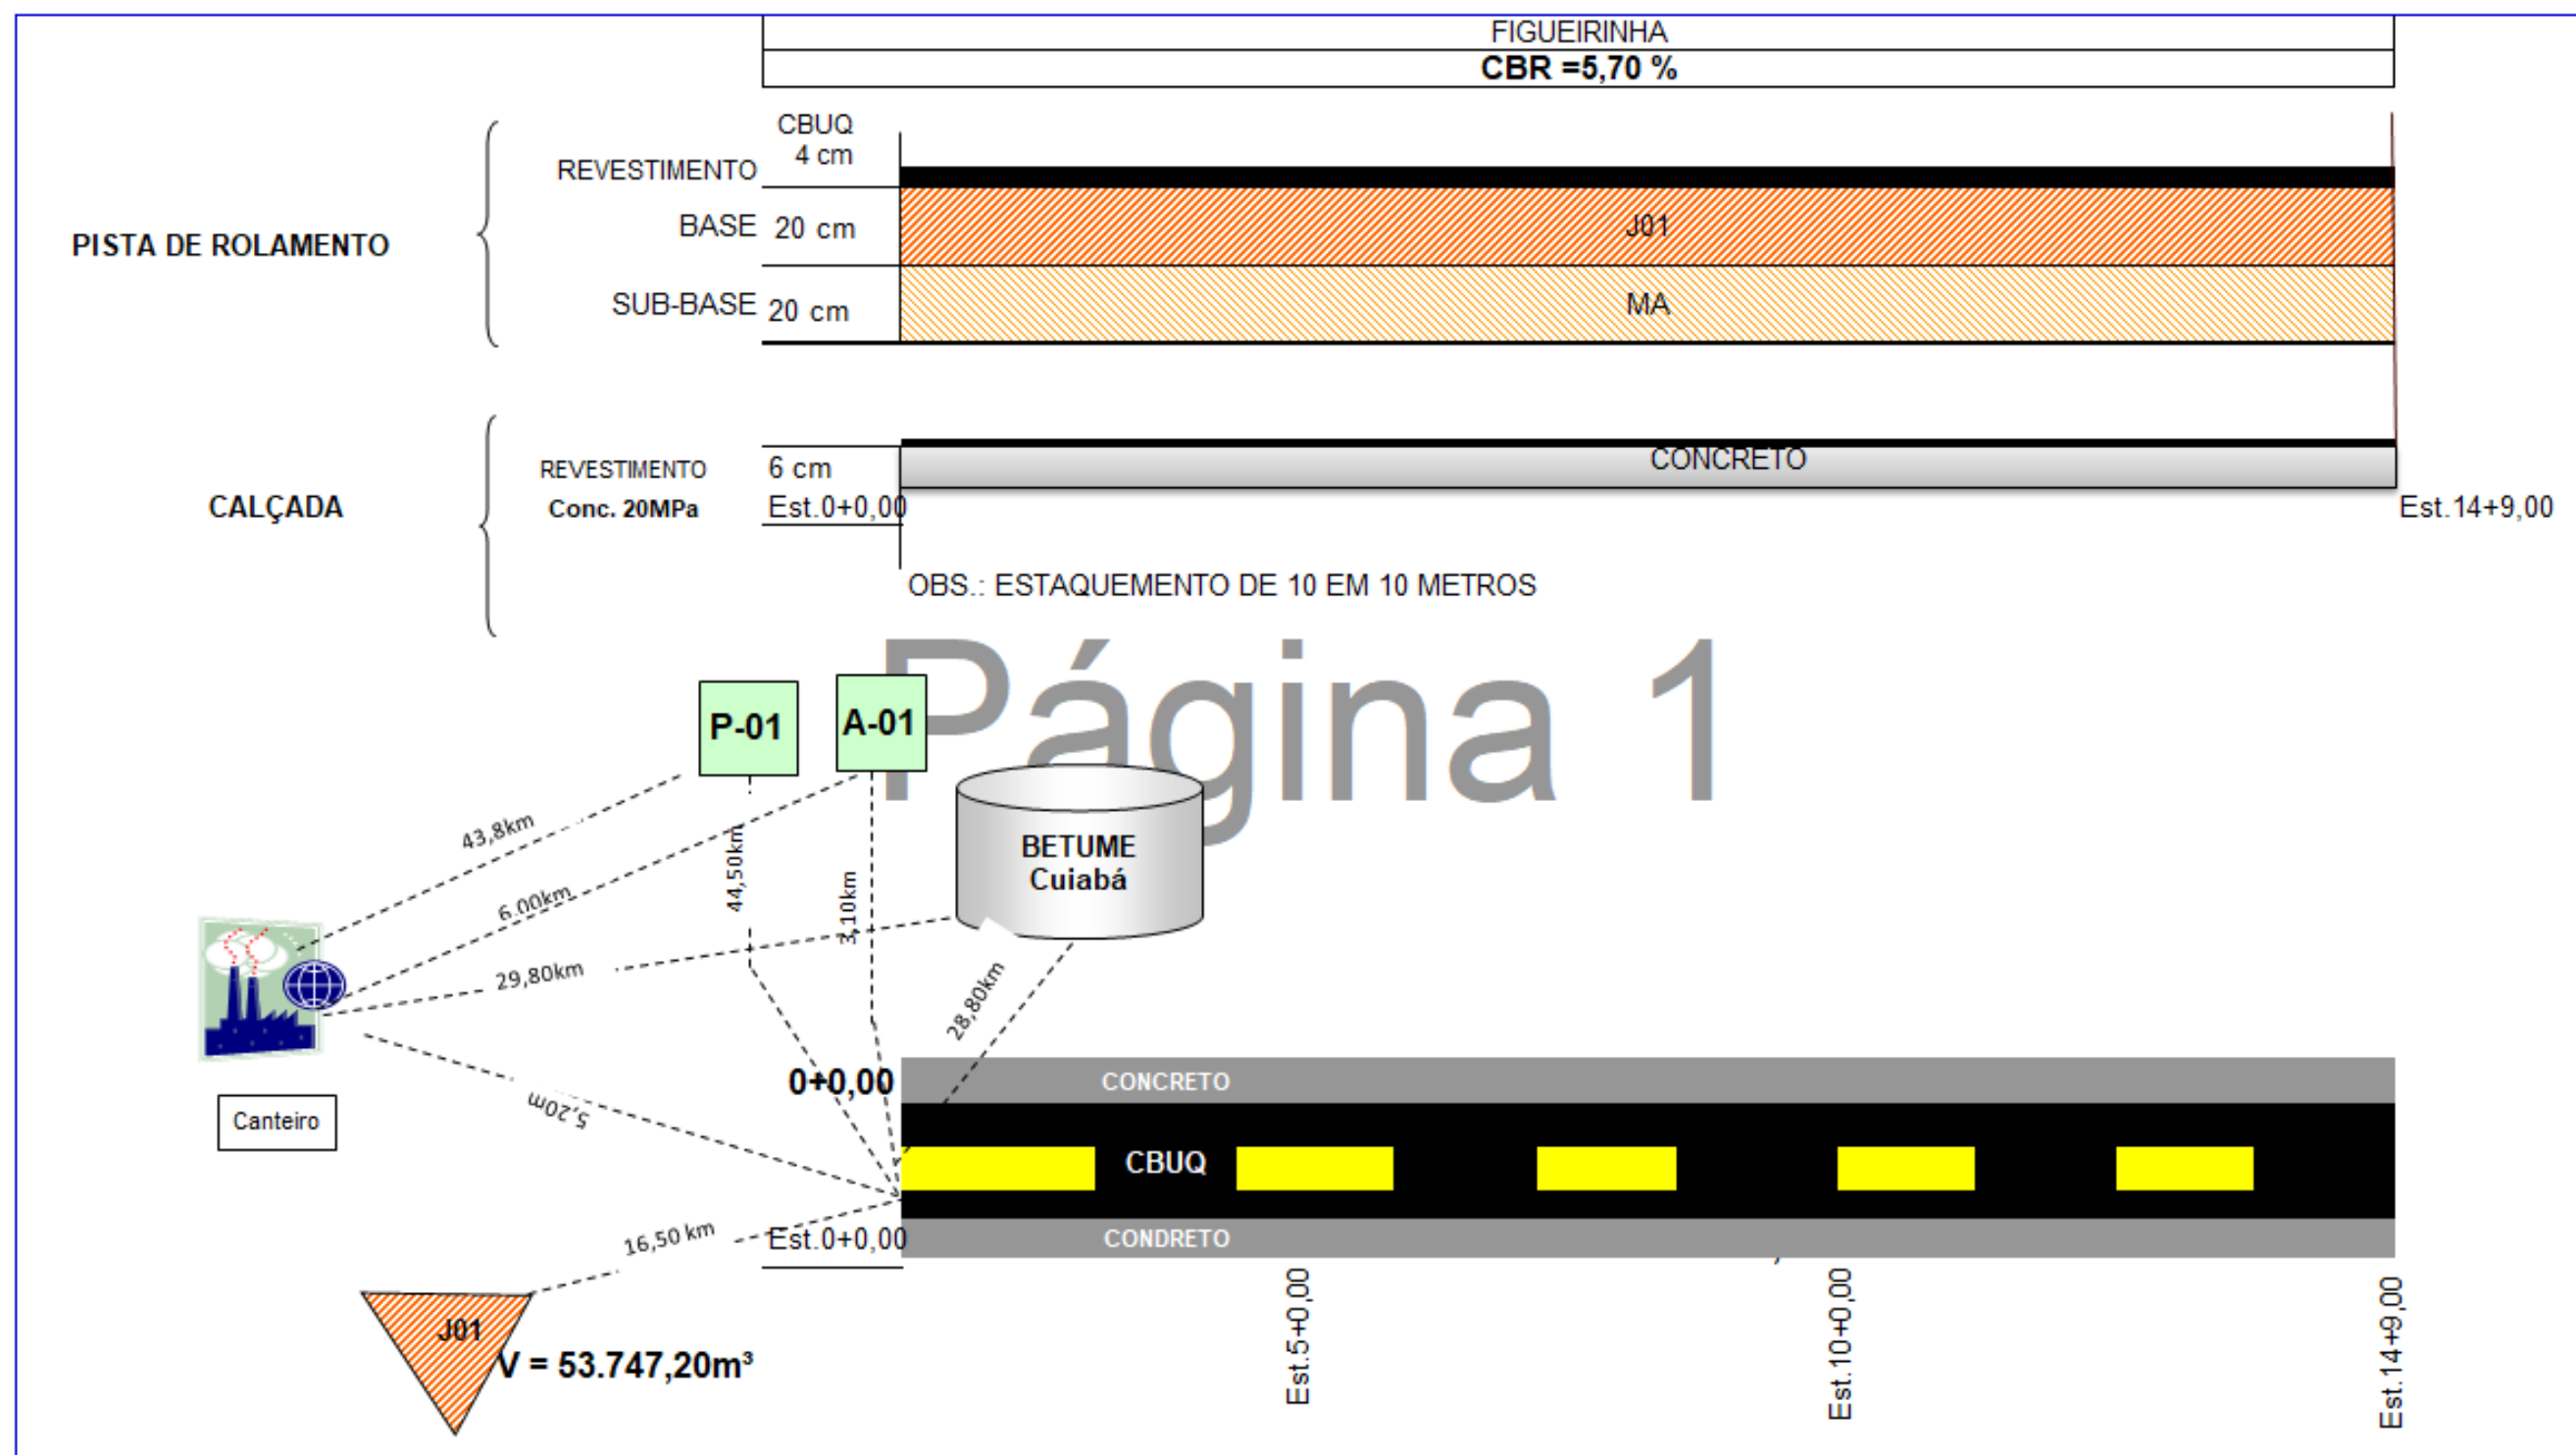 FIGUEIRINHA
CBR =5,70 %
CBUQ
4 cm
REVESTIMENTO
BASE 20 cm
J01
PISTA DE ROLAMENTO
SUB-BASE 20 cm
MA
REVESTIMENTO
6 cm
CONCRETO
CALÇADA
Conc. 20MPa
Est.0+0,00
Est.14+9,00
OBS.: ESTAQUEMENTO DE 10 EM 10 METROS
Página 1
P-01
A-01
43,8km
44,50km
BETUME
Cuiabá
6.00km
3,10km
29,80km
28,80km
0+0,00
CONCRETO
5,20m
Canteiro
CBUQ
16,50 km
Est.0+0,00
CONDRETO
J01
V = 53.747,20m³
Est.5+0,00
Est.10+0,00
Est.14+9,00